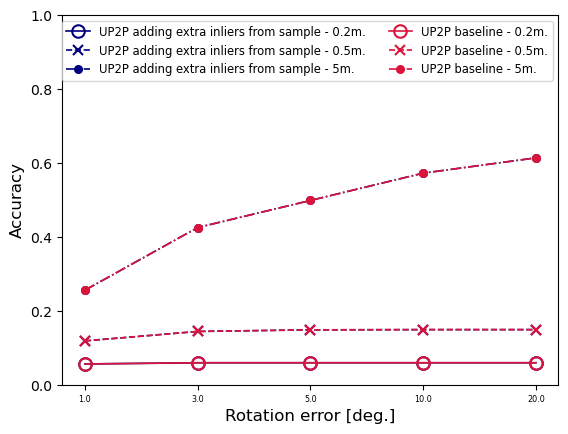 UP2P adding extra inliers from sample - 0.2m.
UP2P adding extra inliers from sample - 0.5m.
UP2P adding extra inliers from sample - 5m.
UP2P baseline - 0.2m.
UP2P baseline - 0.5m.
UP2P baseline - 5m.
Accuracy
1.0
0.8
0.6
0.4
0.2
0.0
1.0 3.0 5.0 10.0 20.0
Rotation error [deg.]